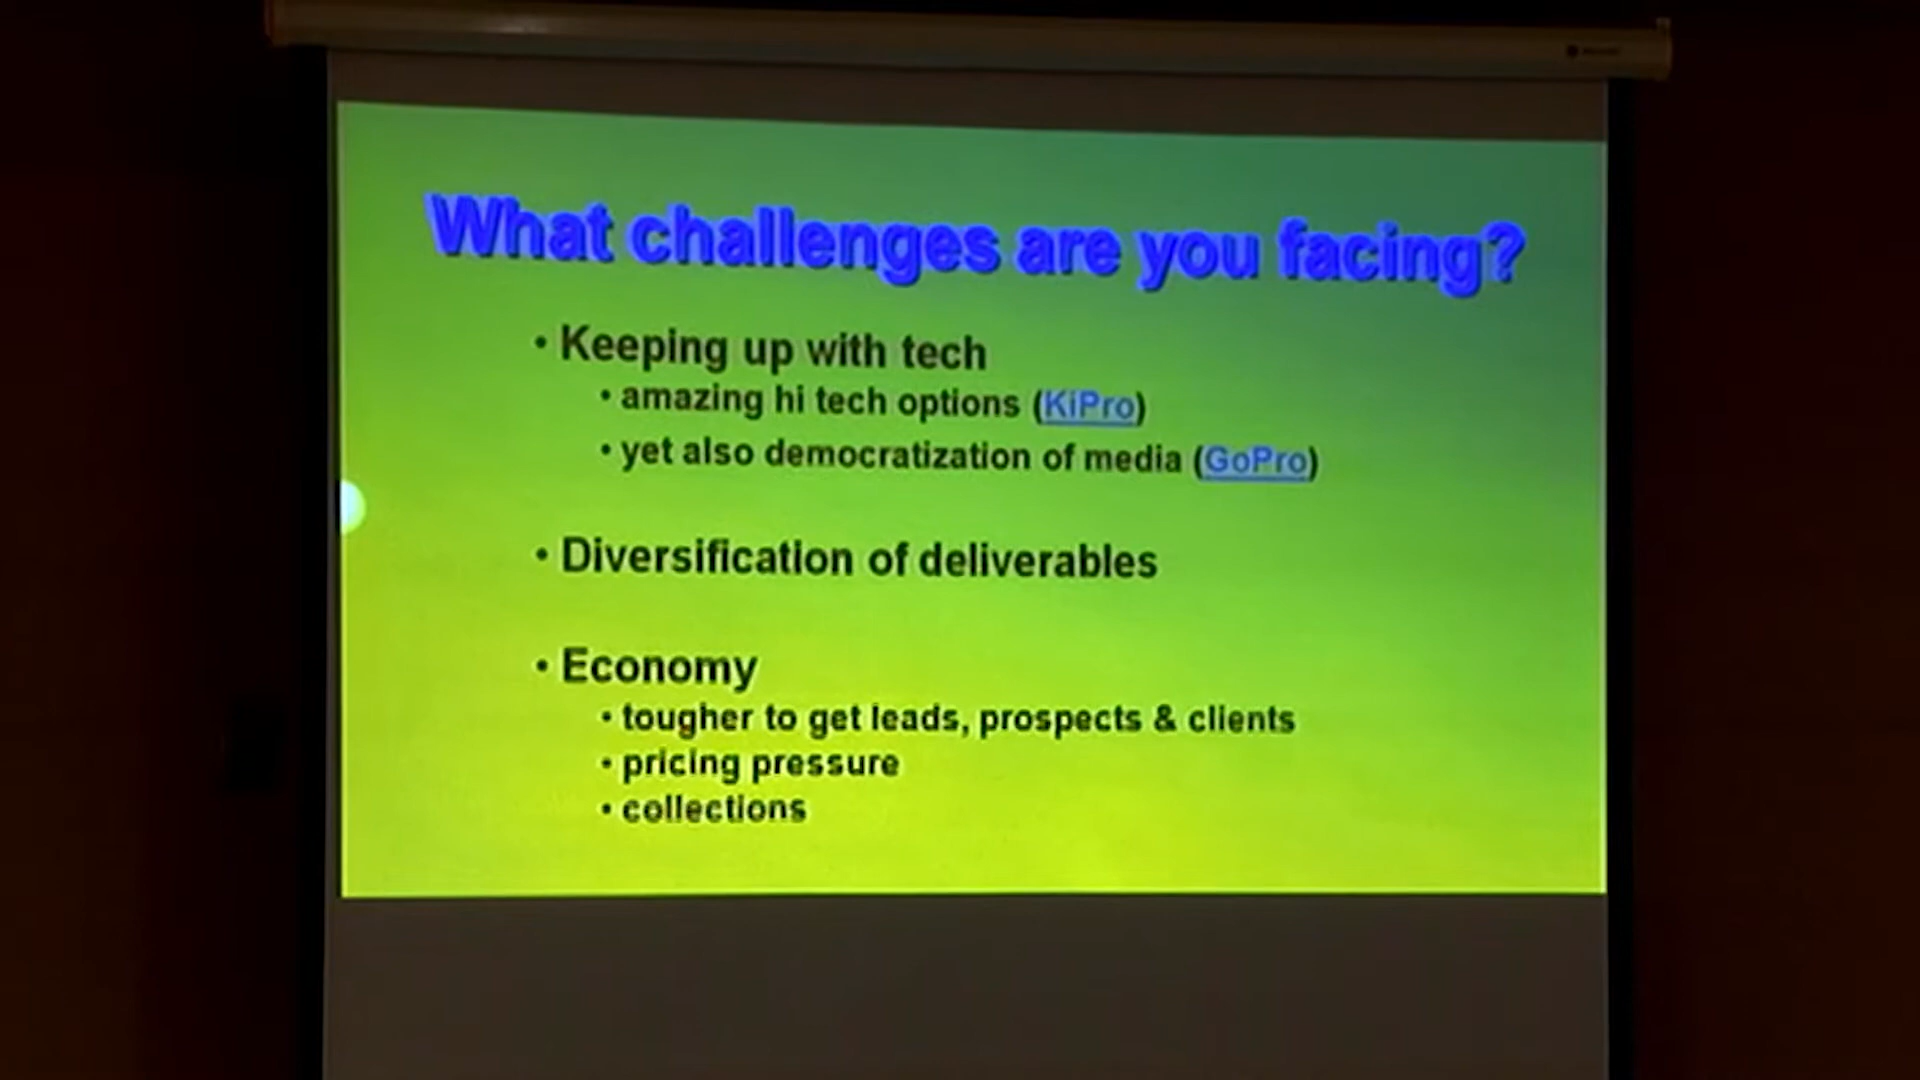 What challenges are you facing?
• Keeping up with tech
• amazing hi tech options (KiPro)
• yet also democratization of media (GoPro)
• Diversification of deliverables
• Economy
• tougher to get leads, prospects & clients
• pricing pressure
• collections